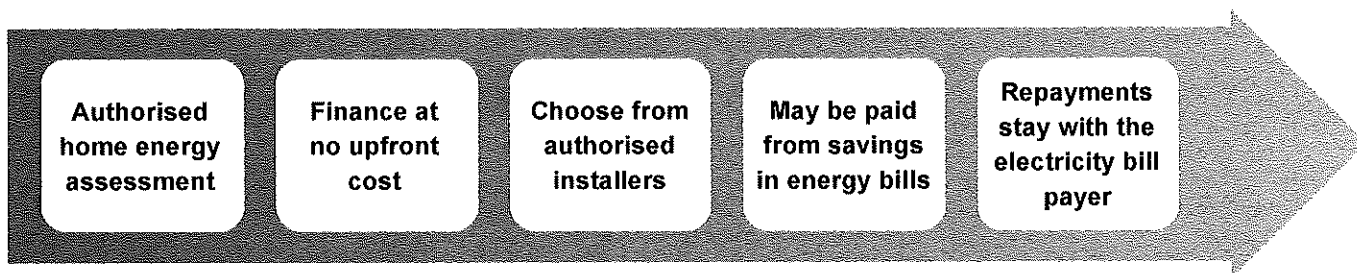 Authorised
home energy
assessment
Finance at
no upfront
cost
Choose from
authorised
installers
May be paid
from savings
in energy bills
Repayments
stay with the
electricity bill
payer